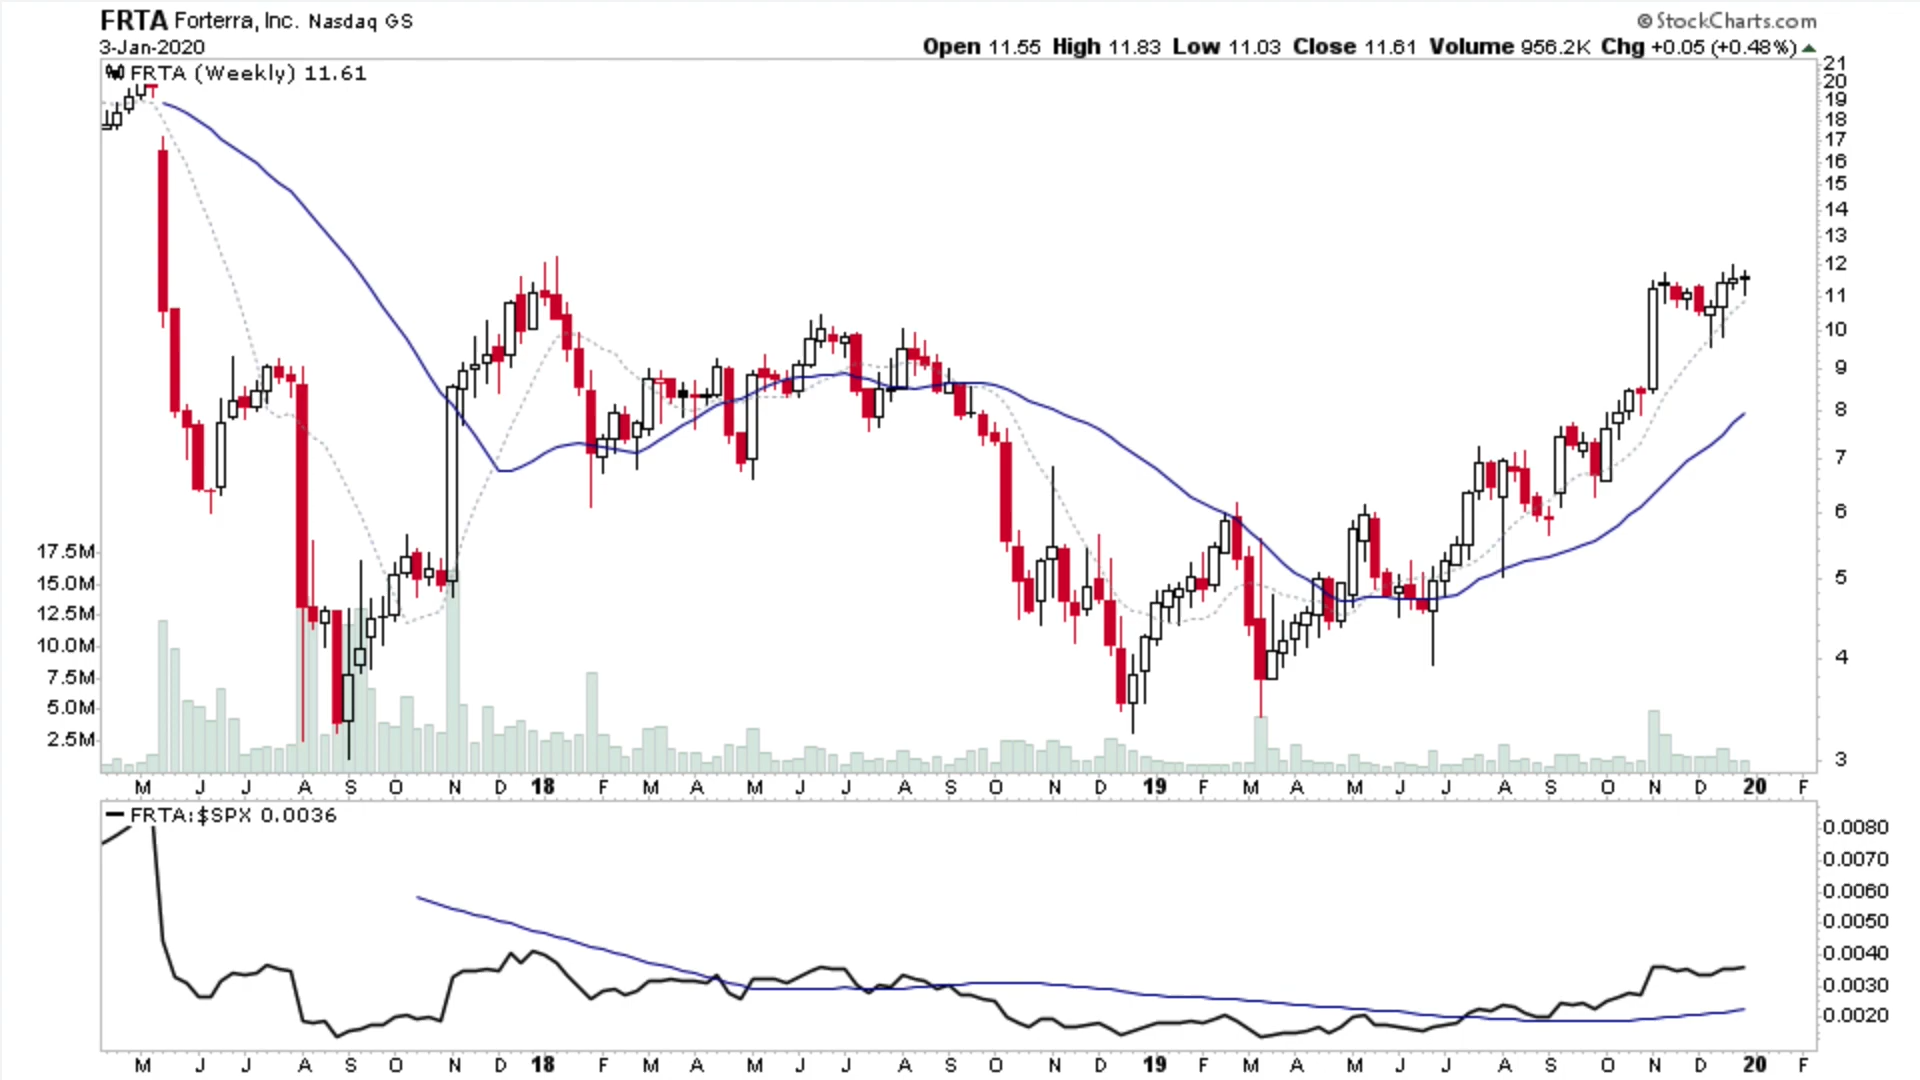 FRTA Forterra, Inc. Nasdaq GS
© StockCharts.com
3-Jan-2020
Open 11.55 High 11.83 Low 11.03 Close 11.61 Volume 956.2K Chg +0.05 (+0.48%)
FRTA (Weekly) 11.61
21
20
19
18
17
16
15
14
13
12
11
10
9
8
7
6
5
4
3
17.5M
15.0M
12.5M
10.0M
7.5M
5.0M
2.5M
M J J A S O N D 18 F M A M J J A S O N D 19 F M A M J J A S O N D 20 F
FRTA:$SPX 0.0036
0.0080
0.0070
0.0060
0.0050
0.0040
0.0030
0.0020
M J J A S O N D 18 F M A M J J A S O N D 19 F M A M J J A S O N D 20 F